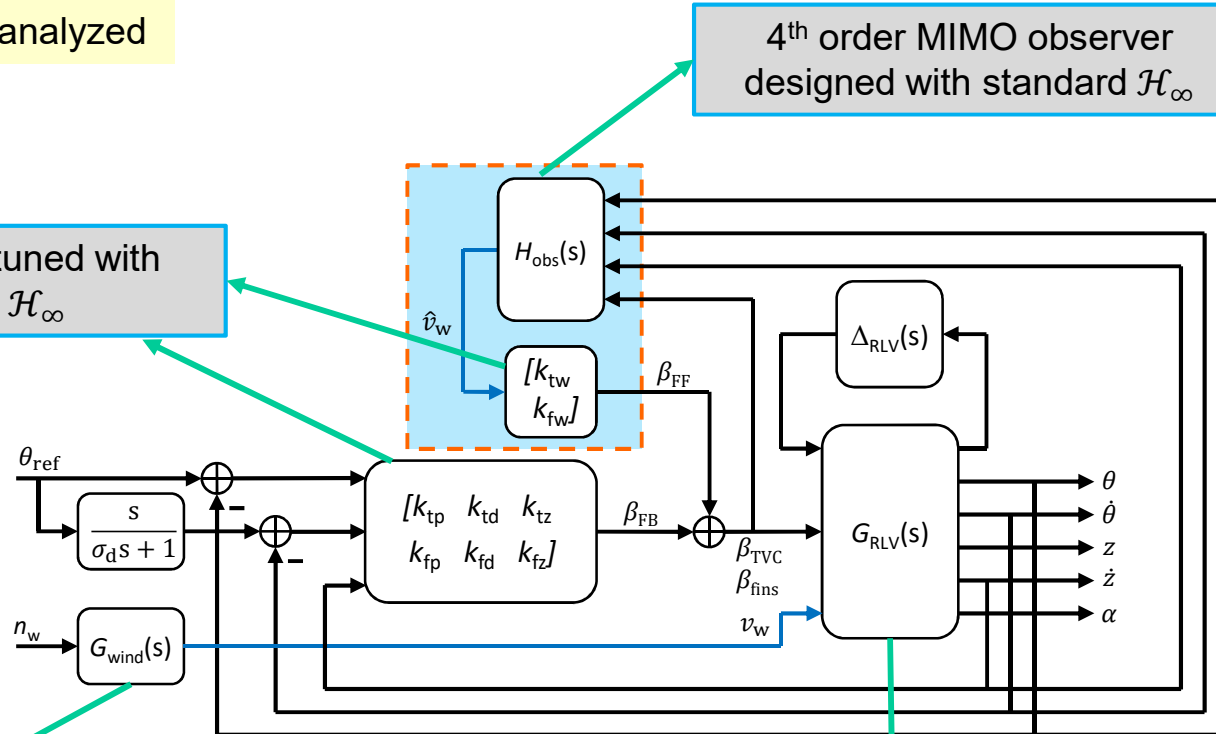 analyzed
4th order MIMO observer
designed with standard ℋ∞
tuned with
ℋ∞
Hobs(s)
v̂w
[ktw
kfw]
βFF
ΔRLV(s)
θref
s
σds + 1
[ktp ktd ktz
kfp kfd kfz]
βFB
βTVC
βfins
GRLV(s)
θ
θ̇
z
ż
α
nw
Gwind(s)
vw